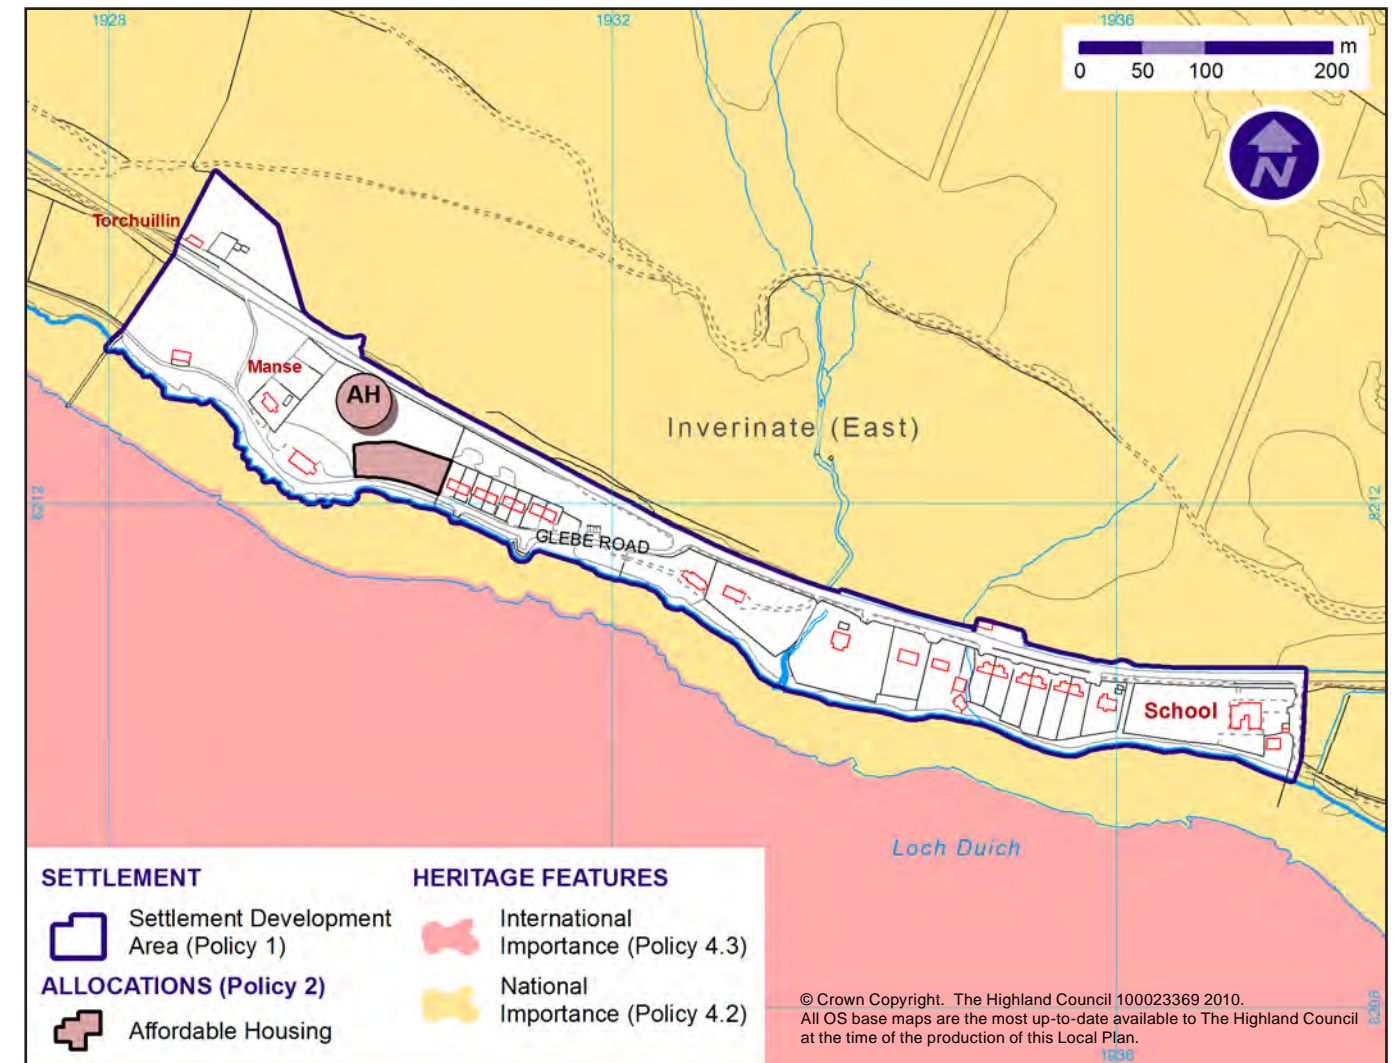 1928
1932
1936
m
0 50 100 200
N
Torchuillin
Manse
AH
Inverinate (East)
8212
8212
GLEBE ROAD
School
Loch Duich
SETTLEMENT
Settlement Development
Area (Policy 1)
ALLOCATIONS (Policy 2)
Affordable Housing
HERITAGE FEATURES
International
Importance (Policy 4.3)
National
Importance (Policy 4.2)
© Crown Copyright. The Highland Council 100023369 2010.
All OS base maps are the most up-to-date available to The Highland Council
at the time of the production of this Local Plan.
8208
1936